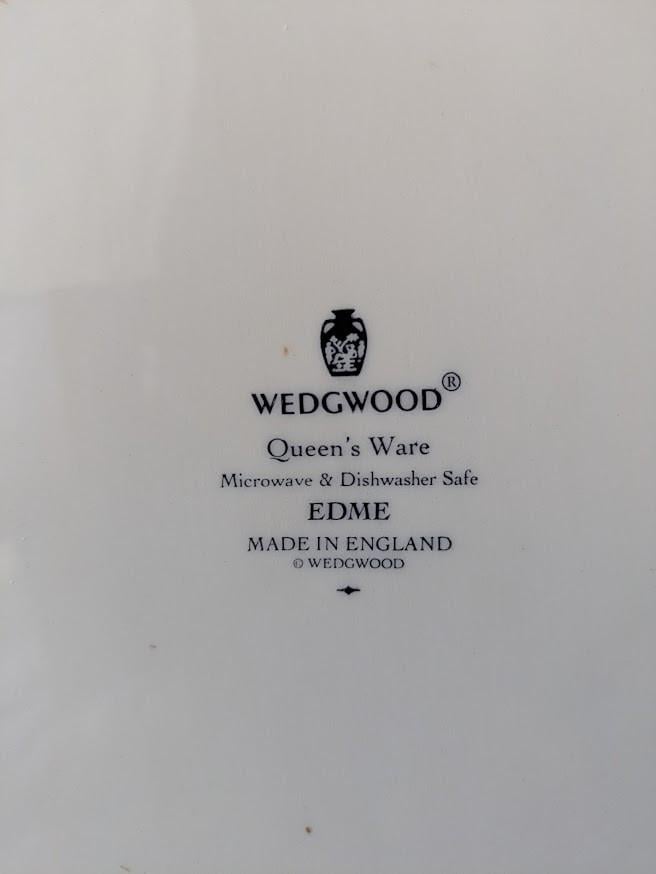 WEDGWOOD®
Queen's Ware
Microwave & Dishwasher Safe
EDME
MADE IN ENGLAND
© WEDGWOOD